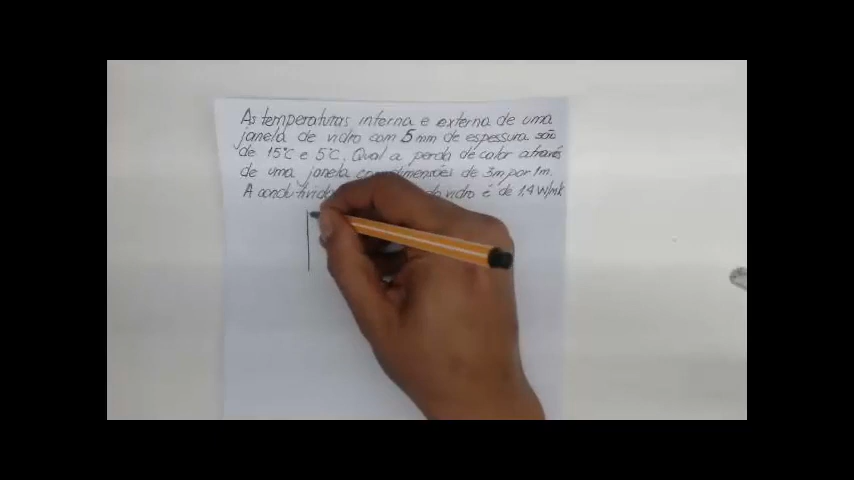 As temperaturas interna e externa de uma
janela de vidro com 5 mm de espessura são
de 15°C e 5°C. Qual a perda de calor através
de uma janela com dimensões de 3m por 1m.
A do vidro é de 1,4 W/mK